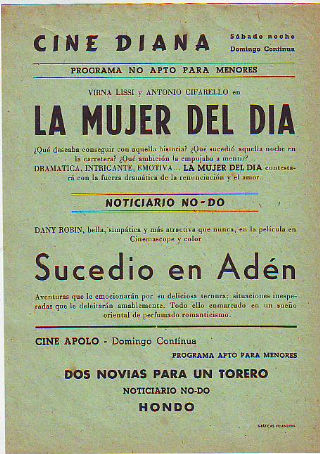 CINE DIANA
Sábado noche
Domingo Contínua
PROGRAMA NO APTO PARA MENORES
VIRNA LISSI y ANTONIO CIFARELLO en
LA MUJER DEL DIA
¿Qué deseaba conseguir con aquella historia? ¿Qué sucedió aquella noche en
la carretera? ¿Qué ambición la empujaba a mentir?
DRAMATICA, INTRICANTE, EMOTIVA... LA MUJER DEL DIA contesta-
rá con la fuerza dramática de la renunciación y el amor.
NOTICIARIO NO-DO
DANY ROBIN, bella, simpática y más atractiva que nunca, en la película en
Cinemascope y color
Sucedio en Adén
Aventuras que le emocionarán por su deliciosa ternura; situaciones inespe-
radas que le deleitarán amablemente. Todo ello enmarcado en un sueño
oriental de perfumado romanticismo.
CINE APOLO - Domingo Contínua
PROGRAMA APTO PARA MENORES
DOS NOVIAS PARA UN TORERO
NOTICIARIO NO-DO
HONDO
GRÁFICAS